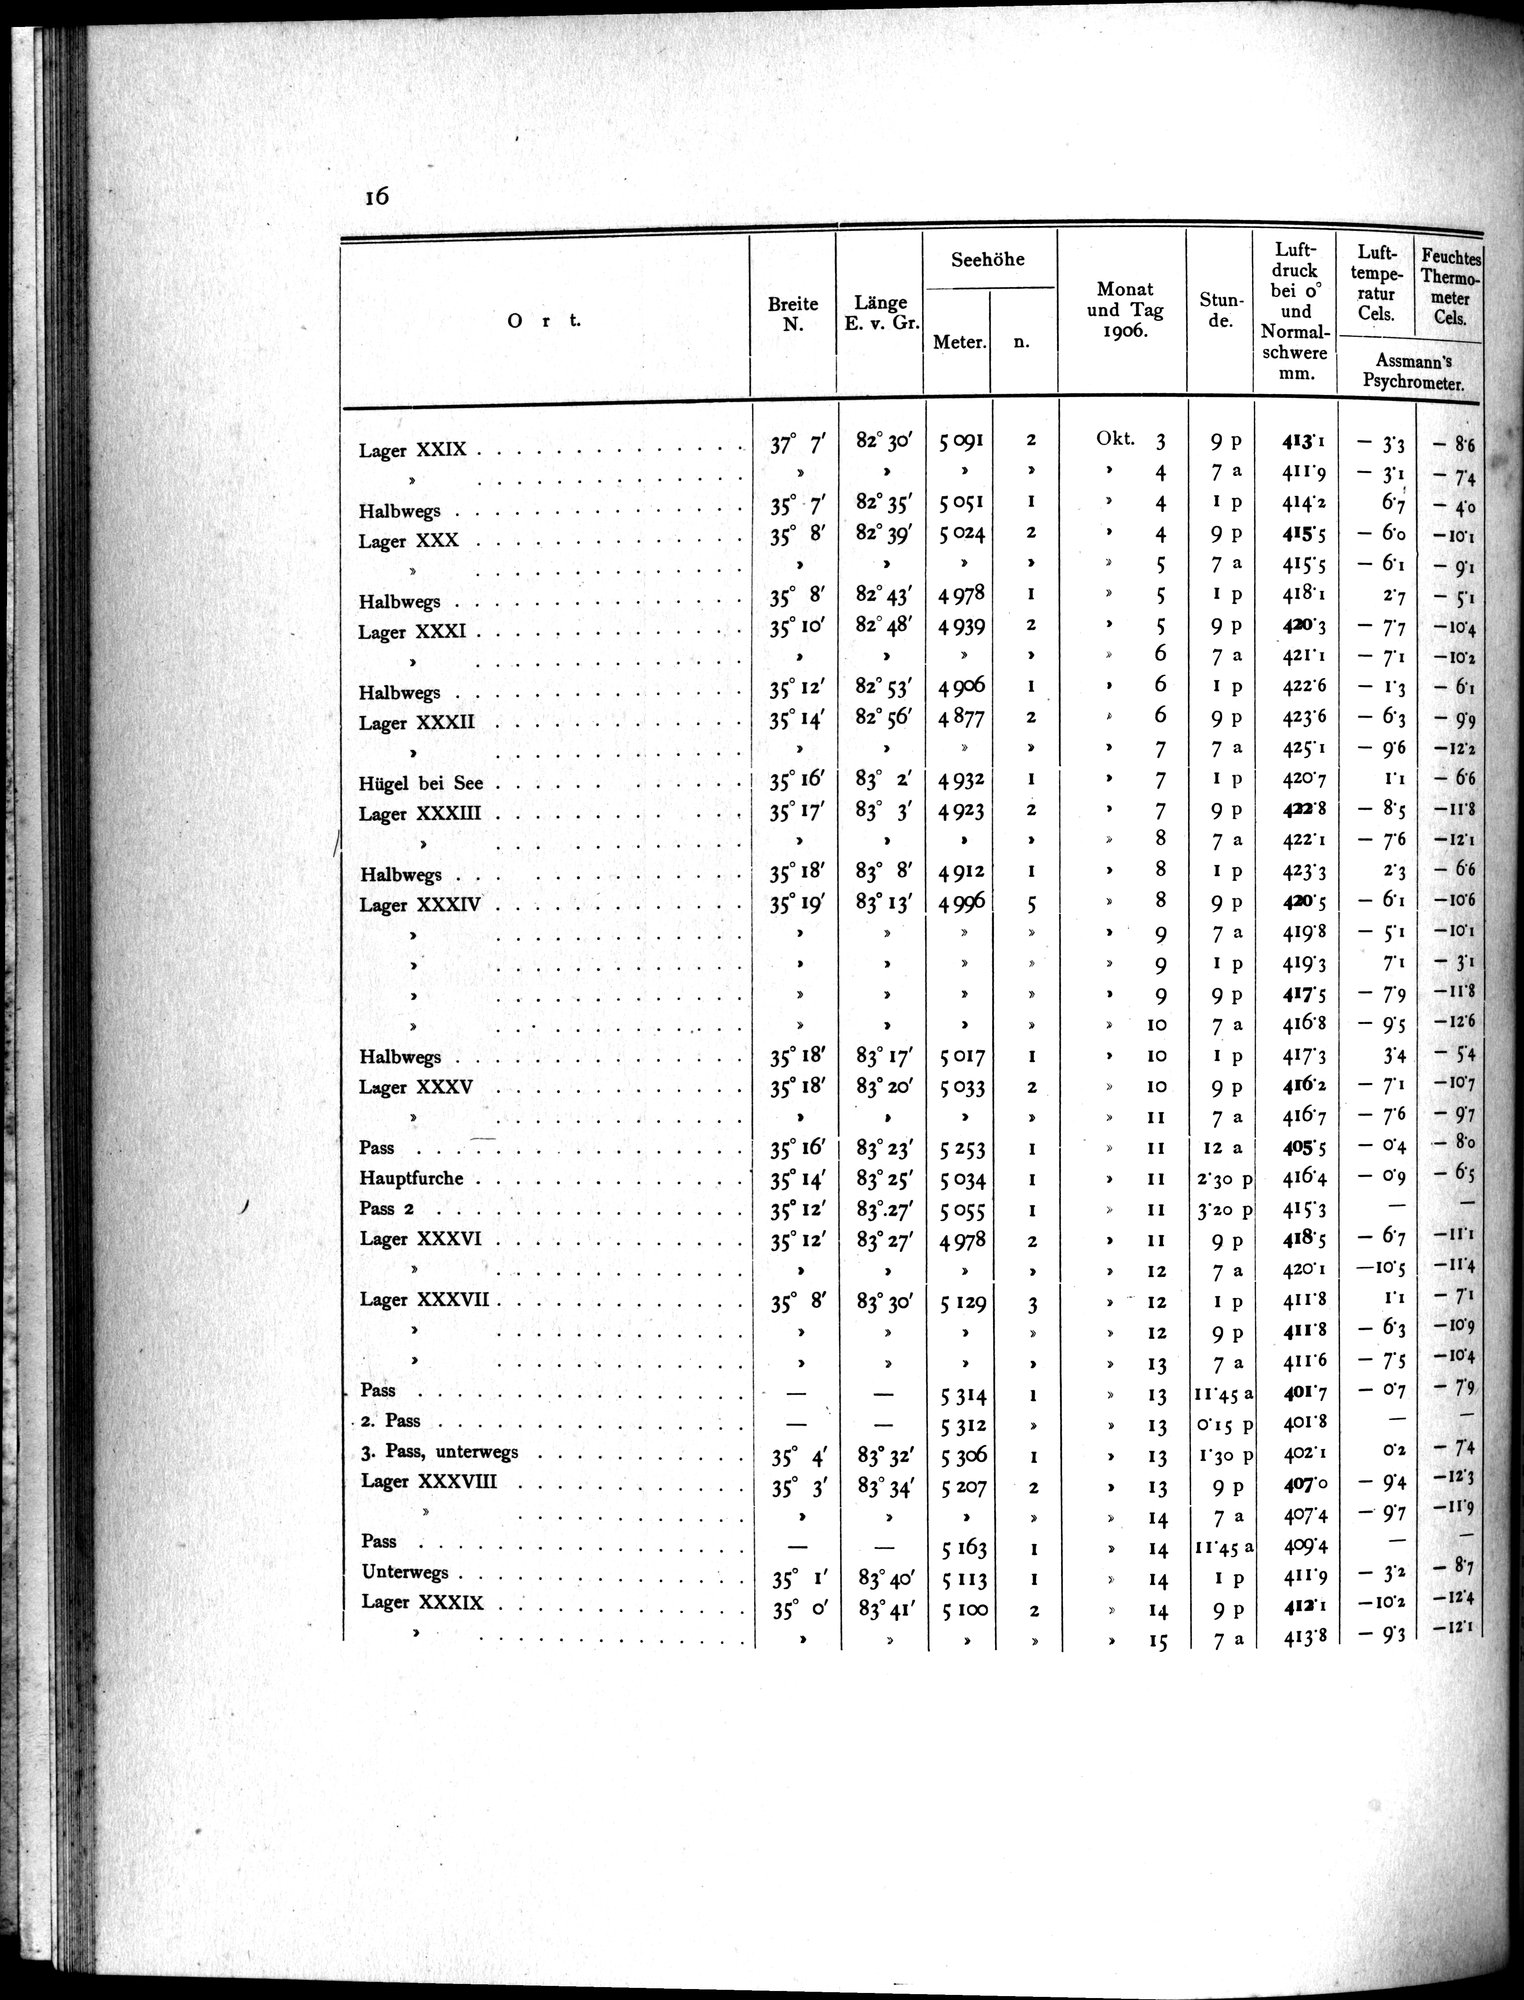 16
Ort. Breite N. Länge E. v. Gr. Seehöhe Meter. n. Monat und Tag 1906. Stun-de. Luft-druck bei 0° und Normal-schwere mm. Luft-tempe-ratur Cels. Feuchtes Thermo-meter Cels. Assmann's Psychrometer.
Lager XXIX . . . 37° 7′ 82° 30′ 5 091 2 Okt. 3 9 p 413·1 — 3·3 — 8·6
» . . . » » » » » 4 7 a 411·9 — 3·1 — 7·4
Halbwegs . . . 35° 7′ 82° 35′ 5 051 1 » 4 1 p 414·2 6·7 — 4·0
Lager XXX . . . 35° 8′ 82° 39′ 5 024 2 » 4 9 p 415·5 — 6·0 —10·1
» . . . » » » » » 5 7 a 415·5 — 6·1 — 9·1
Halbwegs . . . 35° 8′ 82° 43′ 4 978 1 » 5 1 p 418·1 2·7 — 5·1
Lager XXXI . . . 35° 10′ 82° 48′ 4 939 2 » 5 9 p 420·3 — 7·7 —10·4
» . . . » » » » » 6 7 a 421·1 — 7·1 —10·2
Halbwegs . . . 35° 12′ 82° 53′ 4 906 1 » 6 1 p 422·6 — 1·3 — 6·1
Lager XXXII . . . 35° 14′ 82° 56′ 4 877 2 » 6 9 p 423·6 — 6·3 — 9·9
» . . . » » » » » 7 7 a 425·1 — 9·6 —12·2
Hügel bei See . . . 35° 16′ 83° 2′ 4 932 1 » 7 1 p 420·7 1·1 — 6·6
Lager XXXIII . . . 35° 17′ 83° 3′ 4 923 2 » 7 9 p 422·8 — 8·5 —11·8
» . . . » » » » » 8 7 a 422·1 — 7·6 —12·1
Halbwegs . . . 35° 18′ 83° 8′ 4 912 1 » 8 1 p 423·3 2·3 — 6·6
Lager XXXIV . . . 35° 19′ 83° 13′ 4 996 5 » 8 9 p 420·5 — 6·1 —10·6
» . . . » » » » » 9 7 a 419·8 — 5·1 —10·1
» . . . » » » » » 9 1 p 419·3 7·1 — 3·1
» . . . » » » » » 9 9 p 417·5 — 7·9 —11·8
» . . . » » » » » 10 7 a 416·8 — 9·5 —12·6
Halbwegs . . . 35° 18′ 83° 17′ 5 017 1 » 10 1 p 417·3 3·4 — 5·4
Lager XXXV . . . 35° 18′ 83° 20′ 5 033 2 » 10 9 p 416·2 — 7·1 —10·7
» . . . » » » » » 11 7 a 416·7 — 7·6 — 9·7
Pass . . . 35° 16′ 83° 23′ 5 253 1 » 11 12 a 405·5 — 0·4 — 8·0
Hauptfurche . . . 35° 14′ 83° 25′ 5 034 1 » 11 2·30 p 416·4 — 0·9 — 6·5
Pass 2 . . . 35° 12′ 83° 27′ 5 055 1 » 11 3·20 p 415·3 — —
Lager XXXVI . . . 35° 12′ 83° 27′ 4 978 2 » 11 9 p 418·5 — 6·7 —11·1
» . . . » » » » » 12 7 a 420·1 —10·5 —11·4
Lager XXXVII . . . 35° 8′ 83° 30′ 5 129 3 » 12 1 p 411·8 1·1 — 7·1
» . . . » » » » » 12 9 p 411·8 — 6·3 —10·9
» . . . » » » » » 13 7 a 411·6 — 7·5 —10·4
Pass . . . — — 5 314 1 » 13 11·45 a 401·7 — 0·7 — 7·9
2. Pass . . . — — 5 312 » » 13 0·15 p 401·8 — —
3. Pass, unterwegs . . . 35° 4′ 83° 32′ 5 306 1 » 13 1·30 p 402·1 0·2 — 7·4
Lager XXXVIII . . . 35° 3′ 83° 34′ 5 207 2 » 13 9 p 407·0 — 9·4 —12·3
» . . . » » » » » 14 7 a 407·4 — 9·7 —11·9
Pass . . . — — 5 163 1 » 14 11·45 a 409·4 — —
Unterwegs . . . 35° 1′ 83° 40′ 5 113 1 » 14 1 p 411·9 — 3·2 — 8·7
Lager XXXIX . . . 35° 0′ 83° 41′ 5 100 2 » 14 9 p 412·1 —10·2 —12·4
» . . . » » » » » 15 7 a 413·8 — 9·3 —12·1